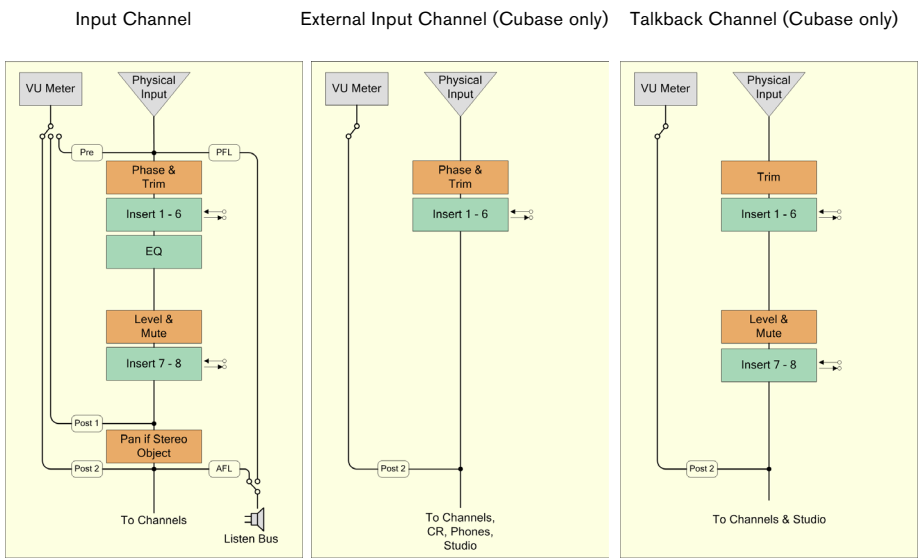 Input Channel
External Input Channel (Cubase only)
Talkback Channel (Cubase only)
VU Meter
Physical
Input
Pre
PFL
Phase &
Trim
Insert 1 - 6
EQ
Level &
Mute
Insert 7 - 8
Post 1
Pan if Stereo
Object
Post 2
AFL
To Channels
Listen Bus
VU Meter
Physical
Input
Phase &
Trim
Insert 1 - 6
Post 2
To Channels,
CR, Phones,
Studio
VU Meter
Physical
Input
Trim
Insert 1 - 6
Level &
Mute
Insert 7 - 8
Post 2
To Channels & Studio